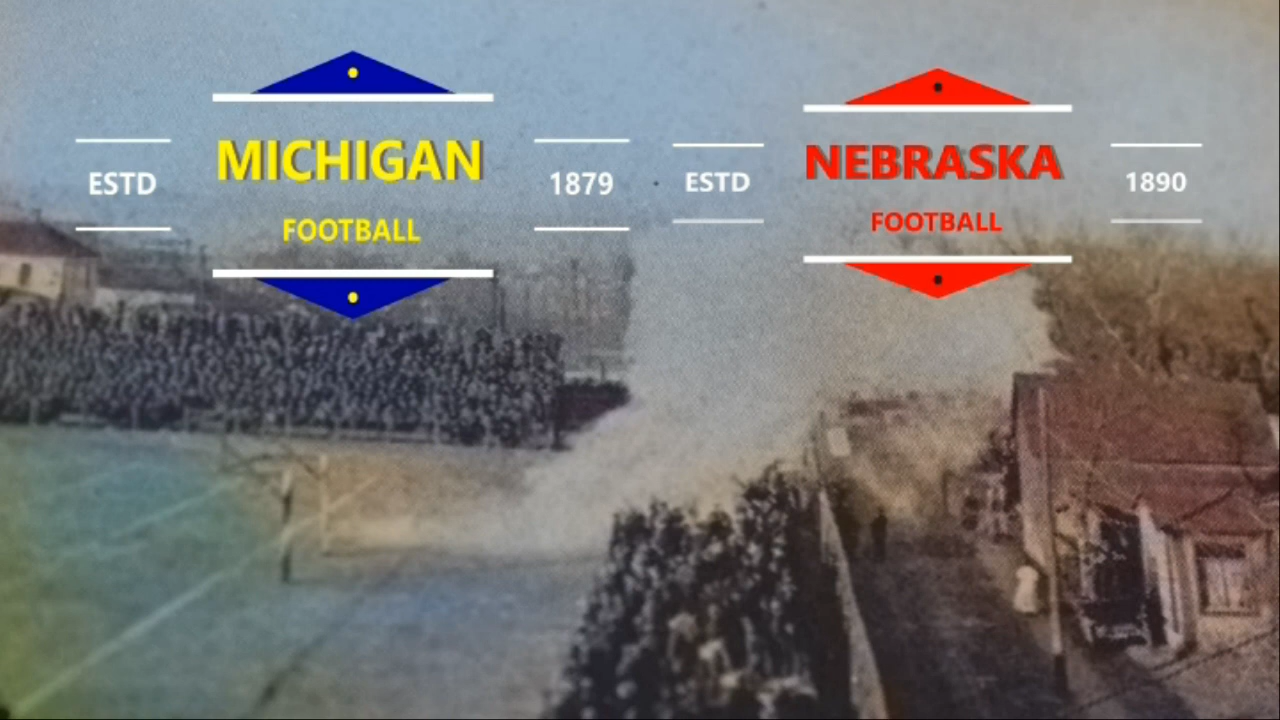 MICHIGAN
ESTD 1879
FOOTBALL
NEBRASKA
ESTD 1890
FOOTBALL